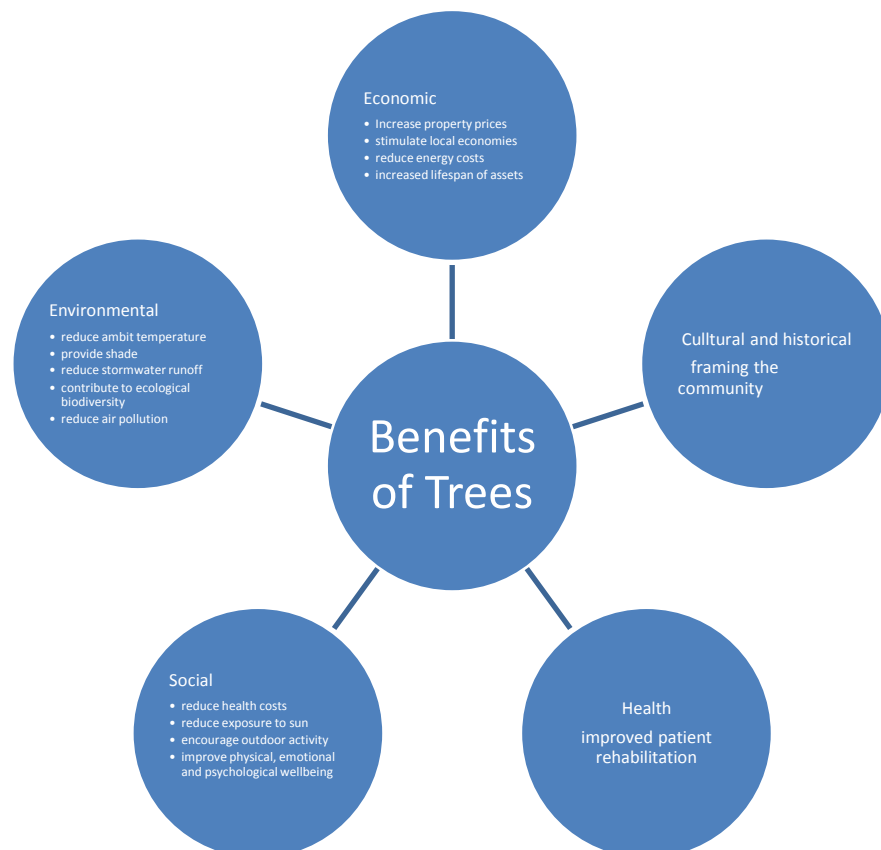 Economic
• Increase property prices
• stimulate local economies
• reduce energy costs
• increased lifespan of assets
Environmental
• reduce ambit temperature
• provide shade
• reduce stormwater runoff
• contribute to ecological
biodiversity
• reduce air pollution
Culltural and historical
framing the
community
Benefits
of Trees
Social
• reduce health costs
• reduce exposure to sun
• encourage outdoor activity
• improve physical, emotional
and psychological wellbeing
Health
improved patient
rehabilitation